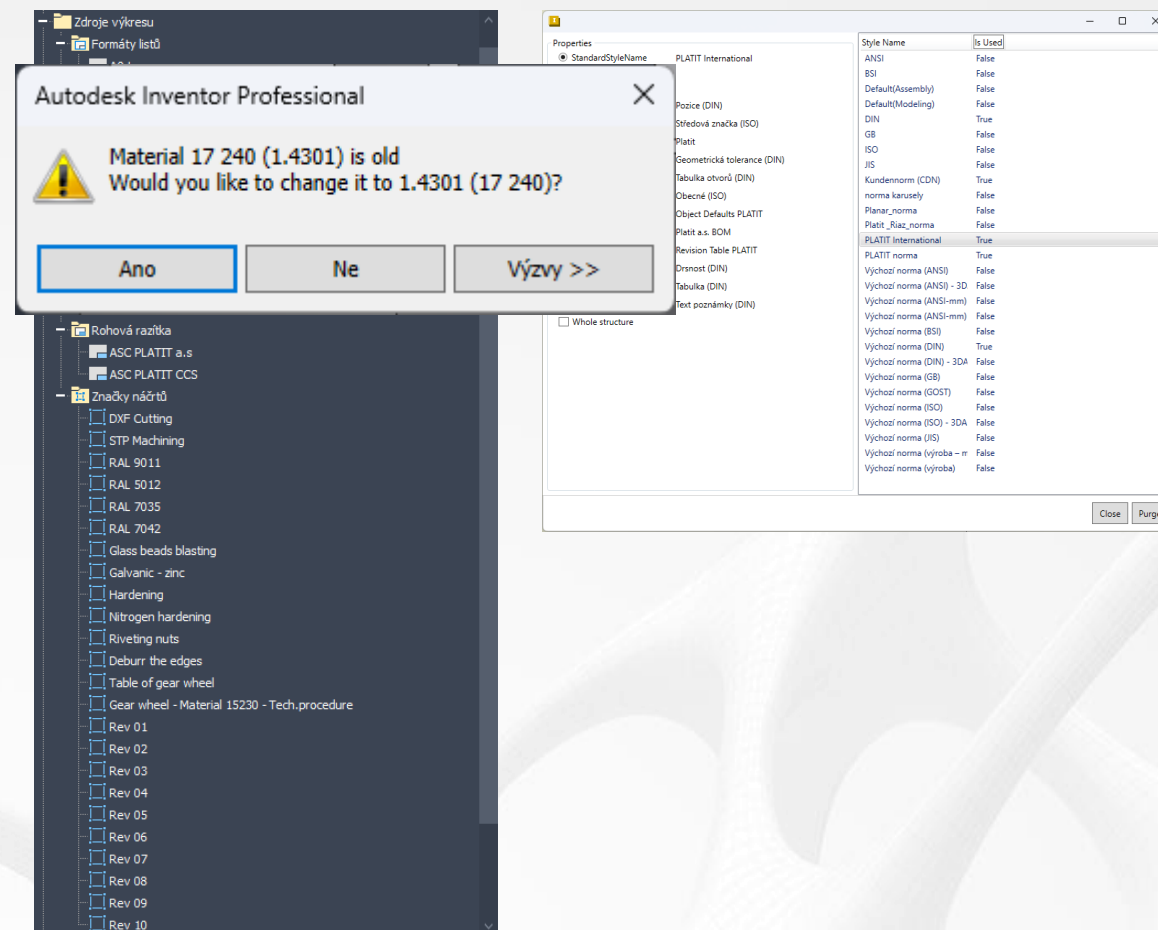 Zdroje výkresu
Formáty listů
Autodesk Inventor Professional
Material 17 240 (1.4301) is old
Would you like to change it to 1.4301 (17 240)?
Ano
Ne
Výzvy >>
Rohová razítka
ASC PLATIT a.s
ASC PLATIT CCS
Značky náčrtů
DXF Cutting
STP Machining
RAL 9011
RAL 5012
RAL 7035
RAL 7042
Glass beads blasting
Galvanic - zinc
Hardening
Nitrogen hardening
Riveting nuts
Deburr the edges
Table of gear wheel
Gear wheel - Material 15230 - Tech.procedure
Rev 01
Rev 02
Rev 03
Rev 04
Rev 05
Rev 06
Rev 07
Rev 08
Rev 09
Rev 10
Properties
StandardStyleName PLATIT International
Pozice (DIN)
Středová značka (ISO)
Platit
Geometrická tolerance (DIN)
Tabulka otvorů (DIN)
Obecné (ISO)
Object Defaults PLATIT
Platit a.s. BOM
Revision Table PLATIT
Drsnost (DIN)
Tabulka (DIN)
Text poznámky (DIN)
Whole structure
Style Name Is Used
ANSI False
BSI False
Default(Assembly) False
Default(Modeling) False
DIN True
GB False
ISO False
JIS False
Kundennorm (CDN) True
norma karusely False
Planar_norma False
Platit _Riaz_norma False
PLATIT International True
PLATIT norma True
Výchozí norma (ANSI) False
Výchozí norma (ANSI) - 3D False
Výchozí norma (ANSI-mm) False
Výchozí norma (ANSI-mm) False
Výchozí norma (BSI) False
Výchozí norma (DIN) True
Výchozí norma (DIN) - 3DA False
Výchozí norma (GB) False
Výchozí norma (GOST) False
Výchozí norma (ISO) False
Výchozí norma (ISO) - 3DA False
Výchozí norma (JIS) False
Výchozí norma (výroba – m False
Výchozí norma (výroba) False
Close Purge